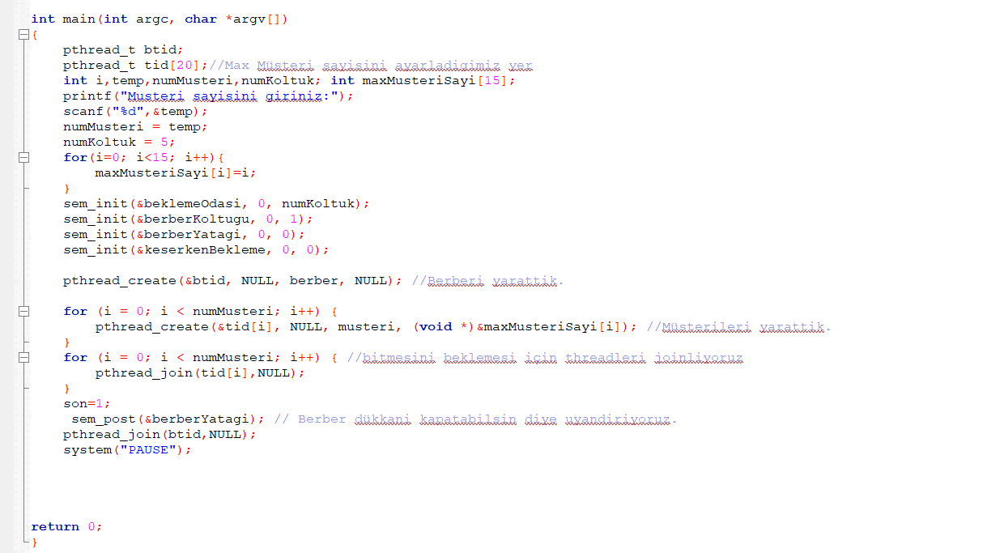 int main(int argc, char *argv[])
{
pthread_t btid;
pthread_t tid[20];//Max Müsteri sayisini ayarladigimiz yer
int i,temp,numMusteri,numKoltuk; int maxMusteriSayi[15];
printf("Musteri sayisini giriniz:");
scanf("%d",&temp);
numMusteri = temp;
numKoltuk = 5;
for(i=0; i<15; i++){
maxMusteriSayi[i]=i;
}
sem_init(&beklemeOdasi, 0, numKoltuk);
sem_init(&berberKoltugu, 0, 1);
sem_init(&berberYatagi, 0, 0);
sem_init(&keserkenBekleme, 0, 0);
pthread_create(&btid, NULL, berber, NULL); //Berberi yarattik.
for (i = 0; i < numMusteri; i++) {
pthread_create(&tid[i], NULL, musteri, (void *)&maxMusteriSayi[i]); //Müsterileri yarattik.
}
for (i = 0; i < numMusteri; i++) { //bitmesini beklemesi için threadleri joinliyoruz
pthread_join(tid[i],NULL);
}
son=1;
sem_post(&berberYatagi); // Berber dükkani kapatabilsin diye uyandiriyoruz.
pthread_join(btid,NULL);
system("PAUSE");
return 0;
}